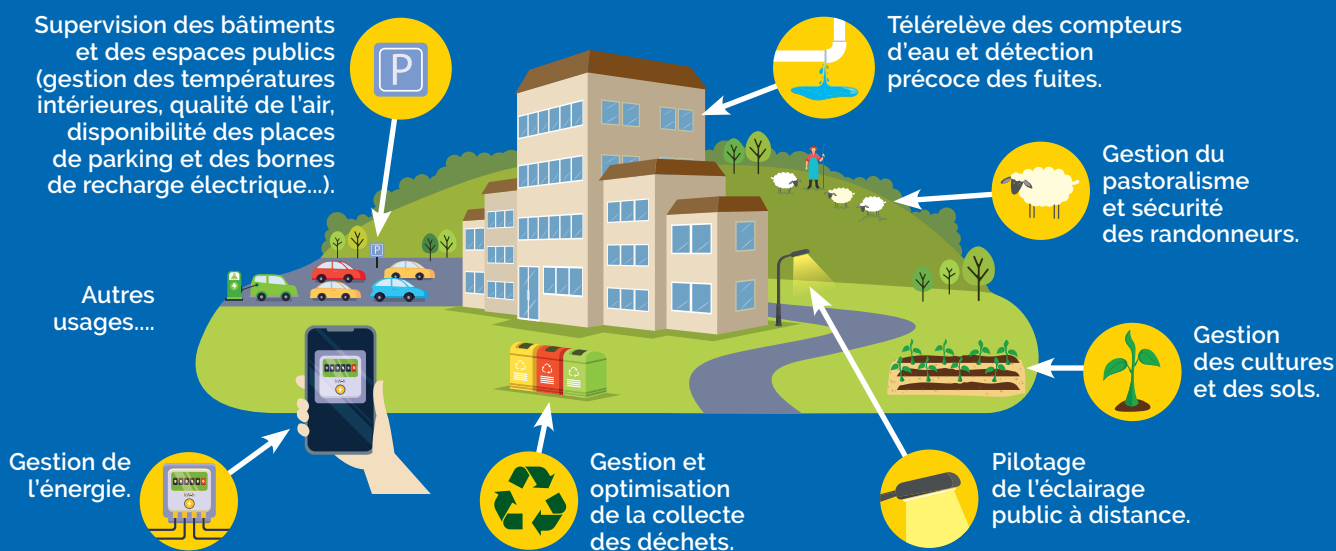 Supervision des bâtiments
et des espaces publics
(gestion des températures
intérieures, qualité de l'air,
disponibilité des places
de parking et des bornes
de recharge électrique...).
P
Télérelève des compteurs
d'eau et détection
précoce des fuites.
Gestion du
pastoralisme
et sécurité
des randonneurs.
P
Autres
usages....
Gestion
des cultures
et des sols.
Gestion de
l'énergie.
Gestion et
optimisation
de la collecte
des déchets.
Pilotage
de l'éclairage
public à distance.